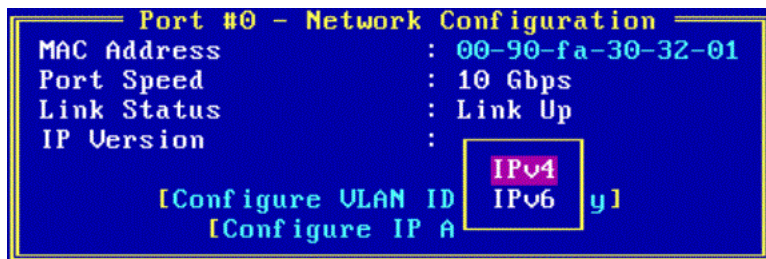 Port #0 - Network Configuration
MAC Address : 00-90-fa-30-32-01
Port Speed : 10 Gbps
Link Status : Link Up
IP Version :
IPv4
[Configure VLAN ID IPv6 y]
[Configure IP A